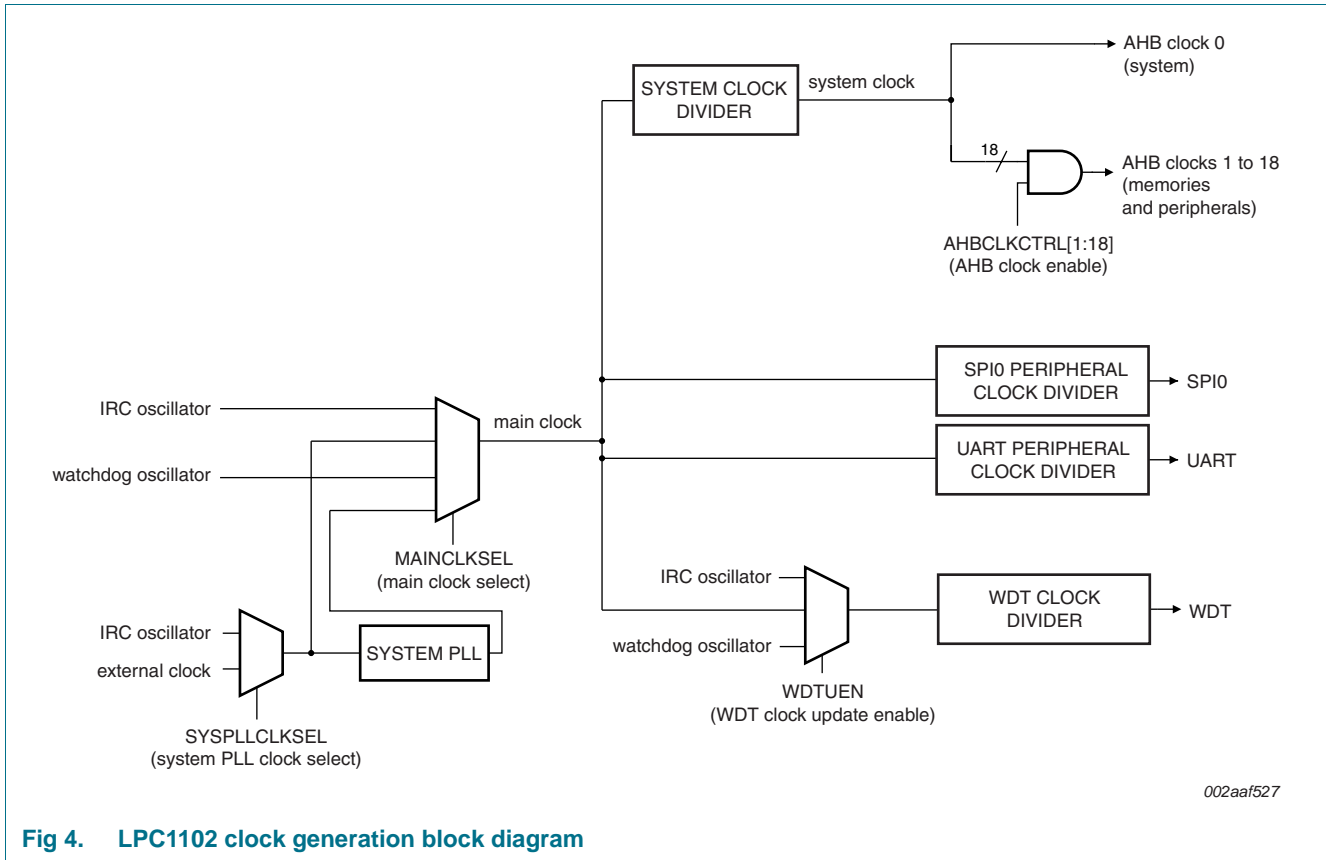 AHB clock 0
(system)
SYSTEM CLOCK
DIVIDER
system clock
18
AHB clocks 1 to 18
(memories
and peripherals)
AHBCLKCTRL[1:18]
(AHB clock enable)
SPI0 PERIPHERAL
CLOCK DIVIDER
SPI0
IRC oscillator
main clock
UART PERIPHERAL
CLOCK DIVIDER
UART
watchdog oscillator
MAINCLKSEL
(main clock select)
IRC oscillator
WDT CLOCK
DIVIDER
WDT
IRC oscillator
SYSTEM PLL
external clock
watchdog oscillator
WDTUEN
(WDT clock update enable)
SYSPLLCLKSEL
(system PLL clock select)
002aaf527
Fig 4. LPC1102 clock generation block diagram